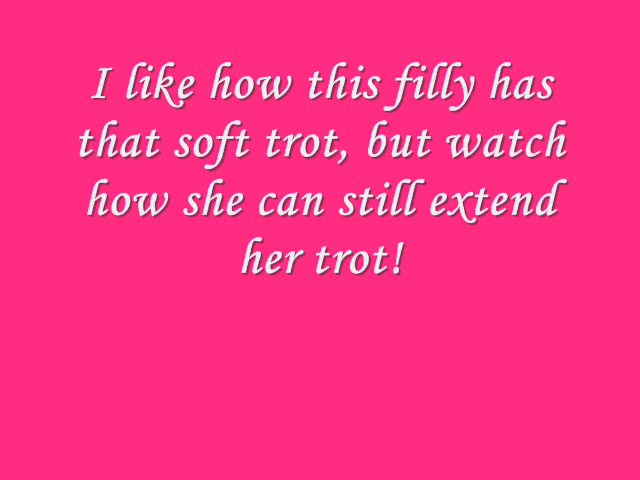 I like how this filly has
that soft trot, but watch
how she can still extend
her trot!